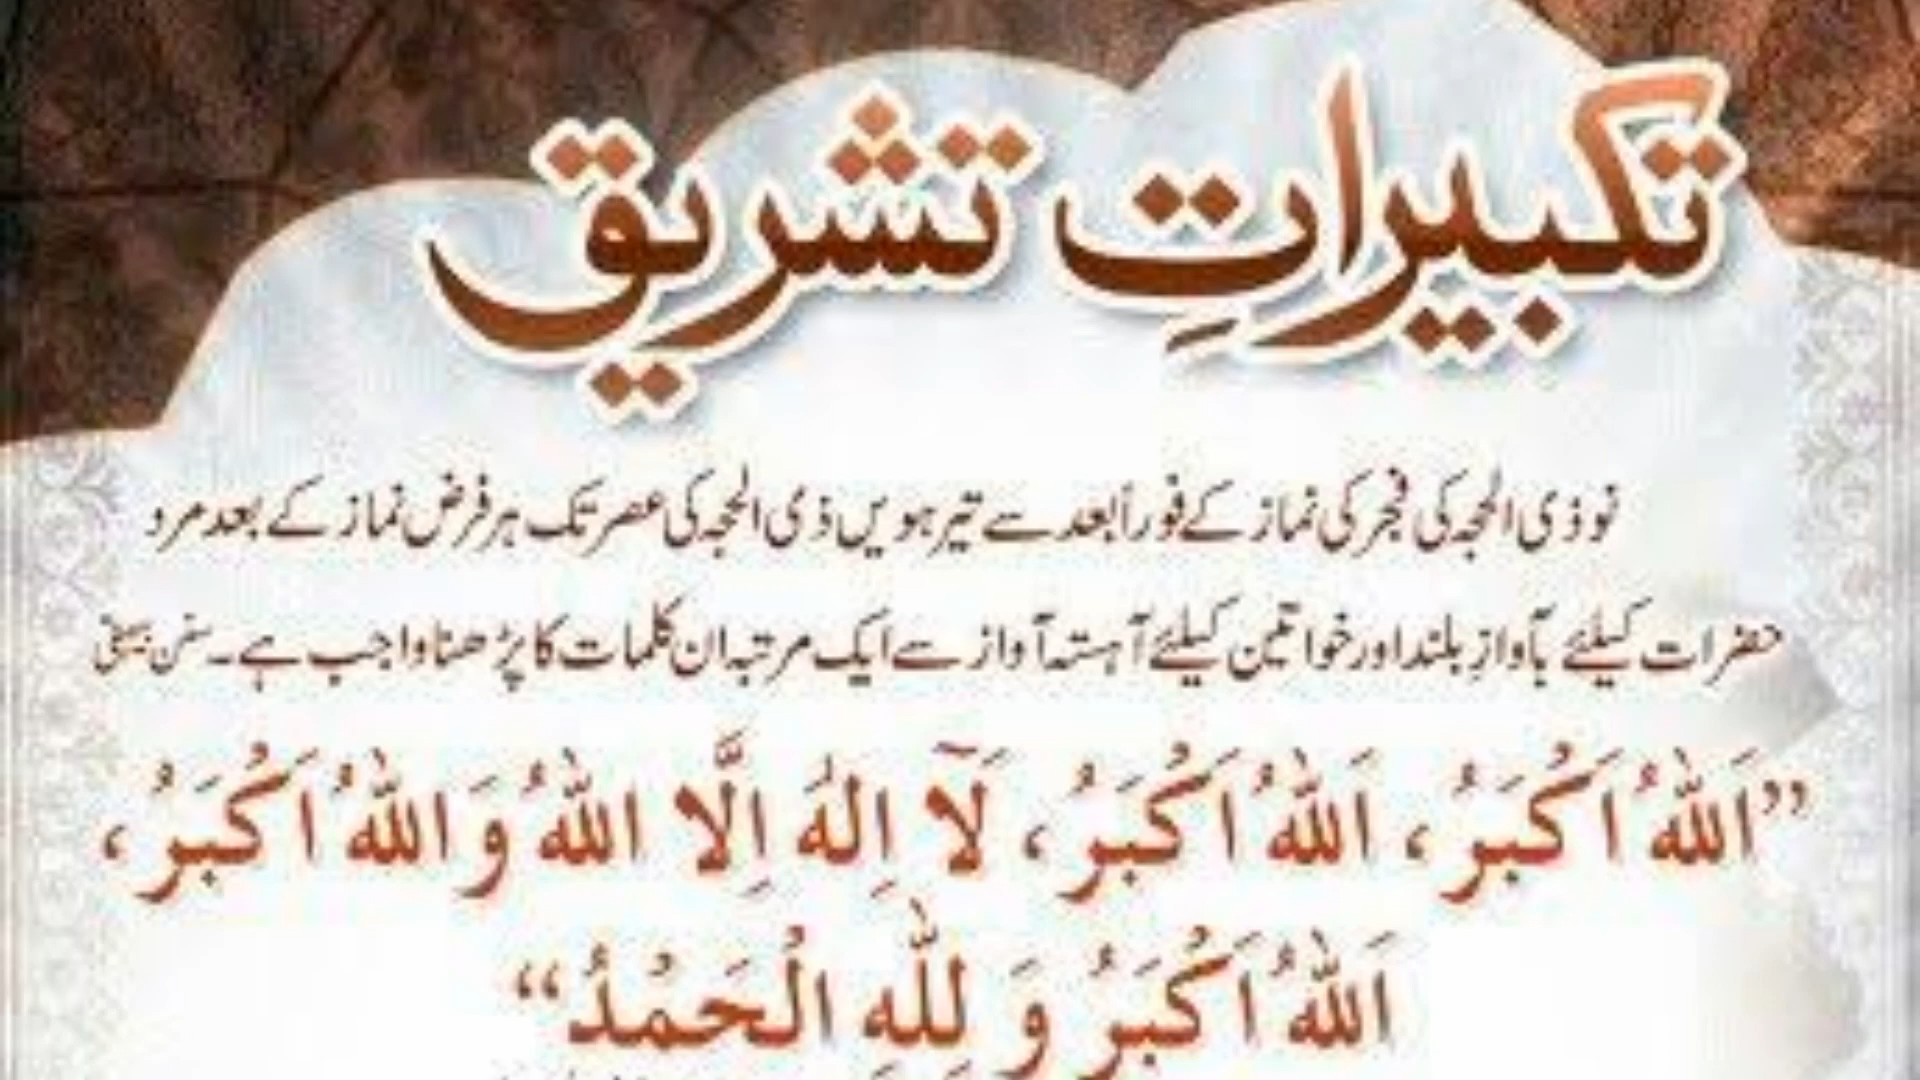 تکبیراتِ تشریق
نو ذی الحجہ کی فجر کی نماز کے فوراً بعد سے تیرہویں ذی الحجہ کی عصر تک ہر فرض نماز کے بعد مرد
حضرات کیلئے بآوازِ بلند اور خواتین کیلئے آہستہ آواز سے ایک مرتبہ ان کلمات کا پڑھنا واجب ہے۔ سنن بیہقی
”اَللّٰهُ اَكْبَرُ، اَللّٰهُ اَكْبَرُ، لَآ اِلٰهَ اِلَّا اللّٰهُ وَاللّٰهُ اَكْبَرُ،
اَللّٰهُ اَكْبَرُ وَ لِلّٰهِ الْحَمْدُ“